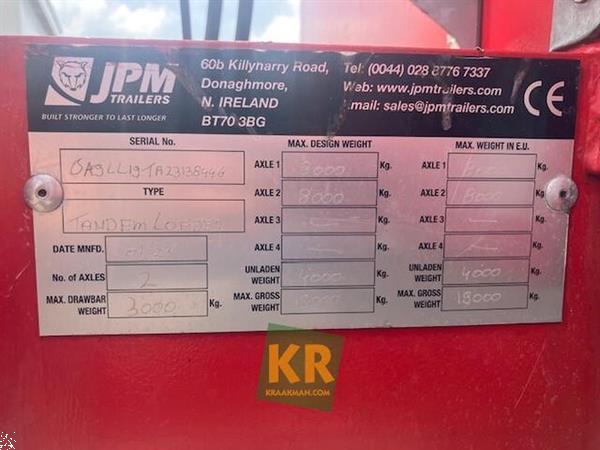 JPM
TRAILERS
BUILT STRONGER TO LAST LONGER
60b Killynarry Road,
Donaghmore,
N. IRELAND
BT70 3BG
Tel: (0044) 028 8776 7337
Web: www.jpmtrailers.com
Email: sales@jpmtrailers.com
CE
SERIAL No.
TYPE
TANDEM LOADER
DATE MNFD.
No. of AXLES 2
MAX. DRAWBAR
WEIGHT 3000 Kg.
MAX. DESIGN WEIGHT
AXLE 1 8000 Kg.
AXLE 2 8000 Kg.
AXLE 3 — Kg.
AXLE 4 — Kg.
UNLADEN
WEIGHT 4000 Kg.
MAX. GROSS
WEIGHT 19000 Kg.
MAX. WEIGHT IN E.U.
AXLE 1 Kg.
AXLE 2 8000 Kg.
AXLE 3 — Kg.
AXLE 4 — Kg.
UNLADEN
WEIGHT 4000 Kg.
MAX. GROSS
WEIGHT 19000 Kg.
KR
KRAAKMAN.COM